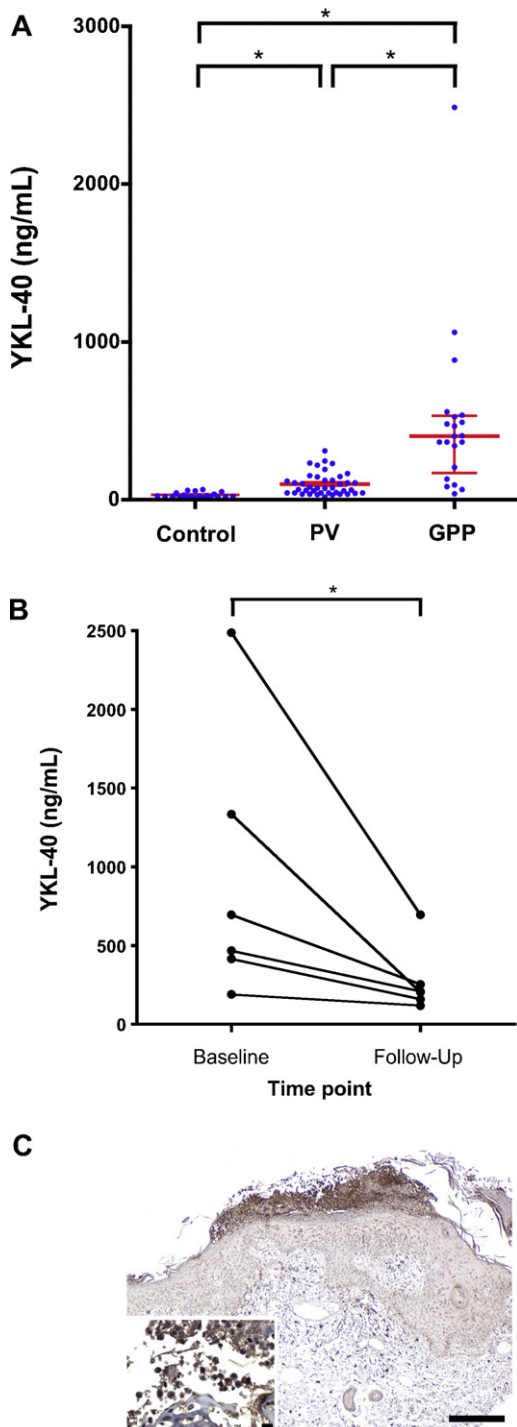 A
*
*
*
3000
2000
1000
0
YKL-40 (ng/mL)
Control PV GPP
B
*
2500
2000
1500
1000
500
0
YKL-40 (ng/mL)
Baseline Follow-Up
Time point
C